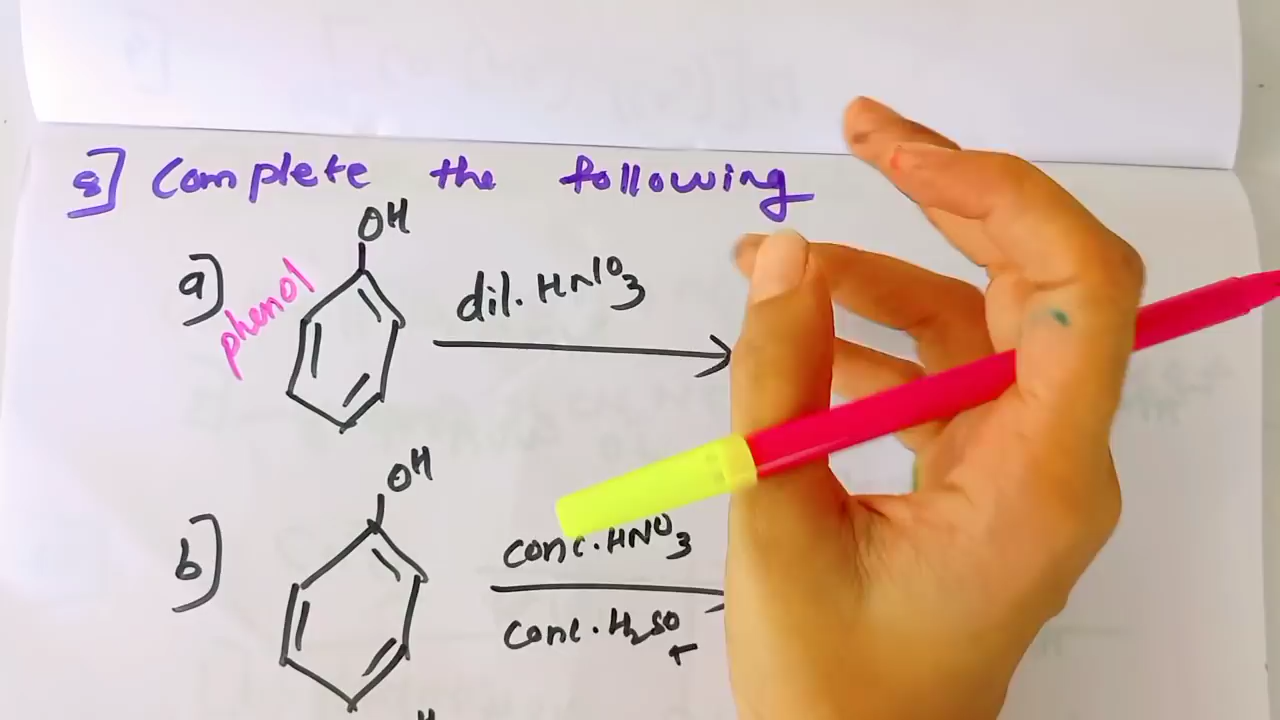 8] Complete the following
OH
a]
phenol
dil. HNO3
OH
b]
conc. HNO3
conc. H2SO4
H